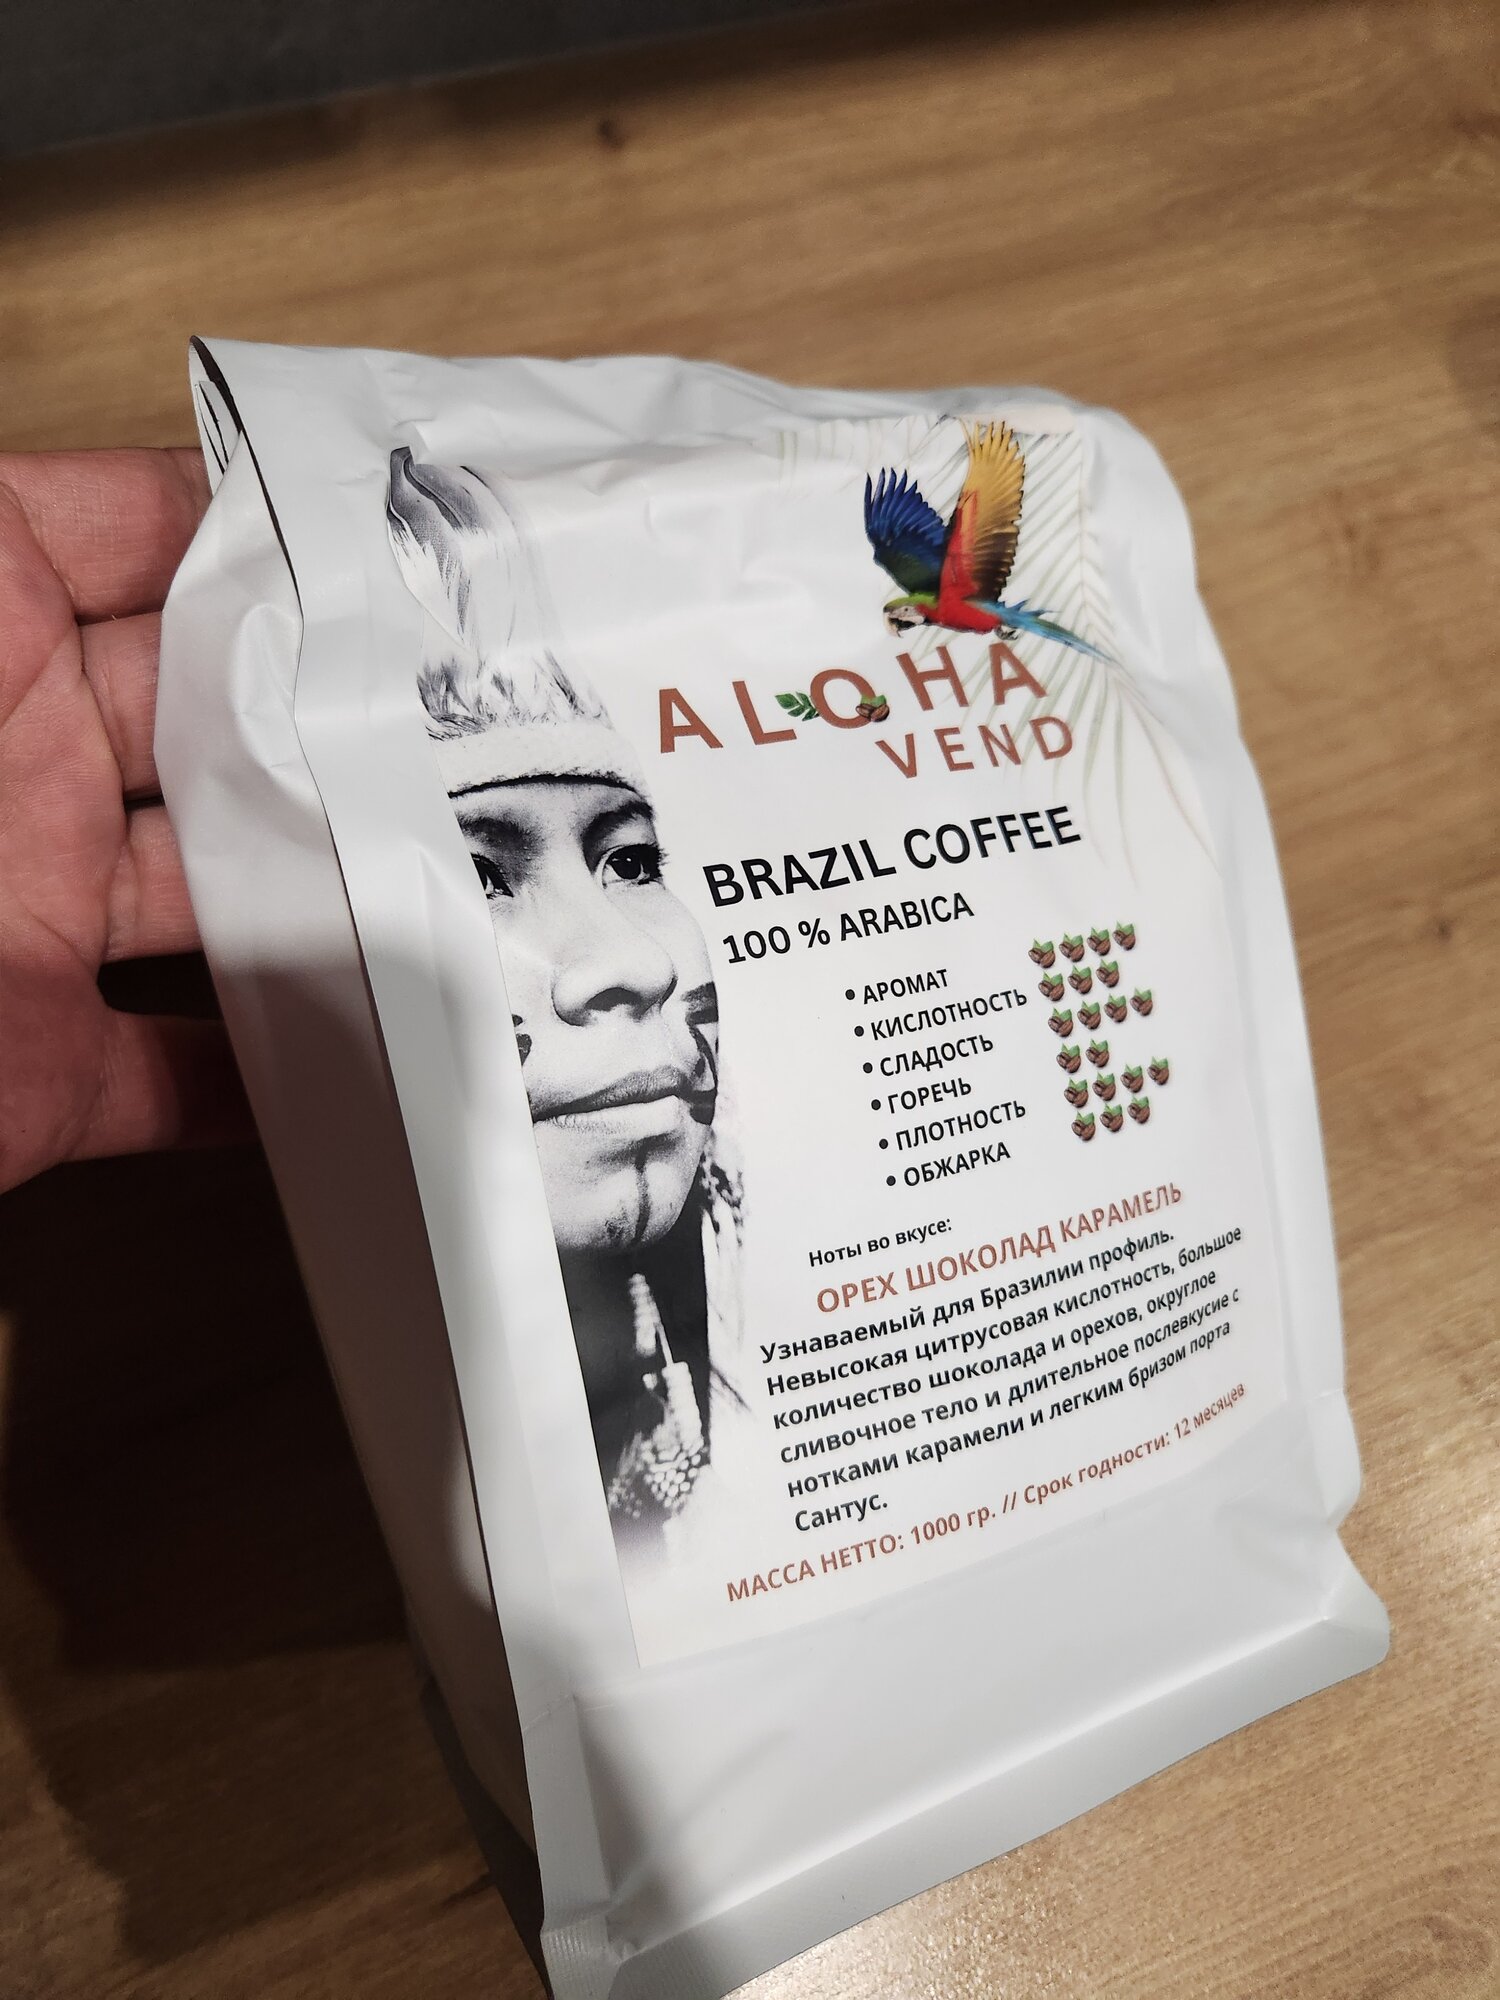 ALOHA
VEND
BRAZIL COFFEE
100 % ARABICA
• АРОМАТ
• КИСЛОТНОСТЬ
• СЛАДОСТЬ
• ГОРЕЧЬ
• ПЛОТНОСТЬ
• ОБЖАРКА
Ноты во вкусе:
ОРЕХ ШОКОЛАД КАРАМЕЛЬ
Узнаваемый для Бразилии профиль.
Невысокая цитрусовая кислотность, большое
количество шоколада и орехов, округлое
сливочное тело и длительное послевкусие с
нотками карамели и легким бризом порта
Сантус.
МАССА НЕТТО: 1000 гр. // Срок годности: 12 месяцев